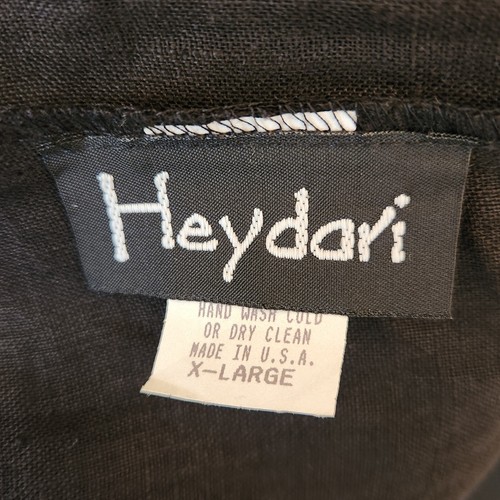 Heydari
HAND WASH COLD
OR DRY CLEAN
MADE IN U.S.A.
X-LARGE